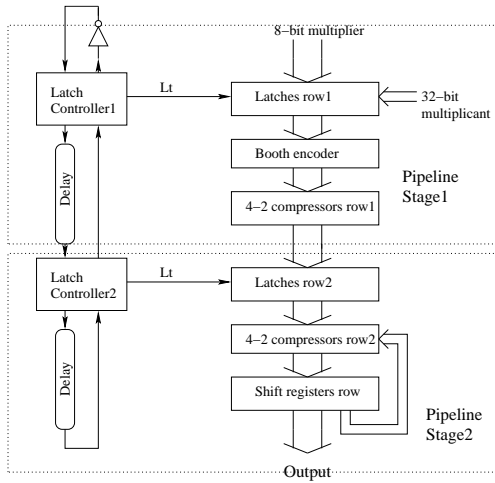 8-bit multiplier
Latch
Controller1
Lt
Latches row1
32-bit
multiplicant
Delay
Booth encoder
Pipeline
Stage1
4-2 compressors row1
Latch
Controller2
Lt
Latches row2
Delay
4-2 compressors row2
Shift registers row
Pipeline
Stage2
Output